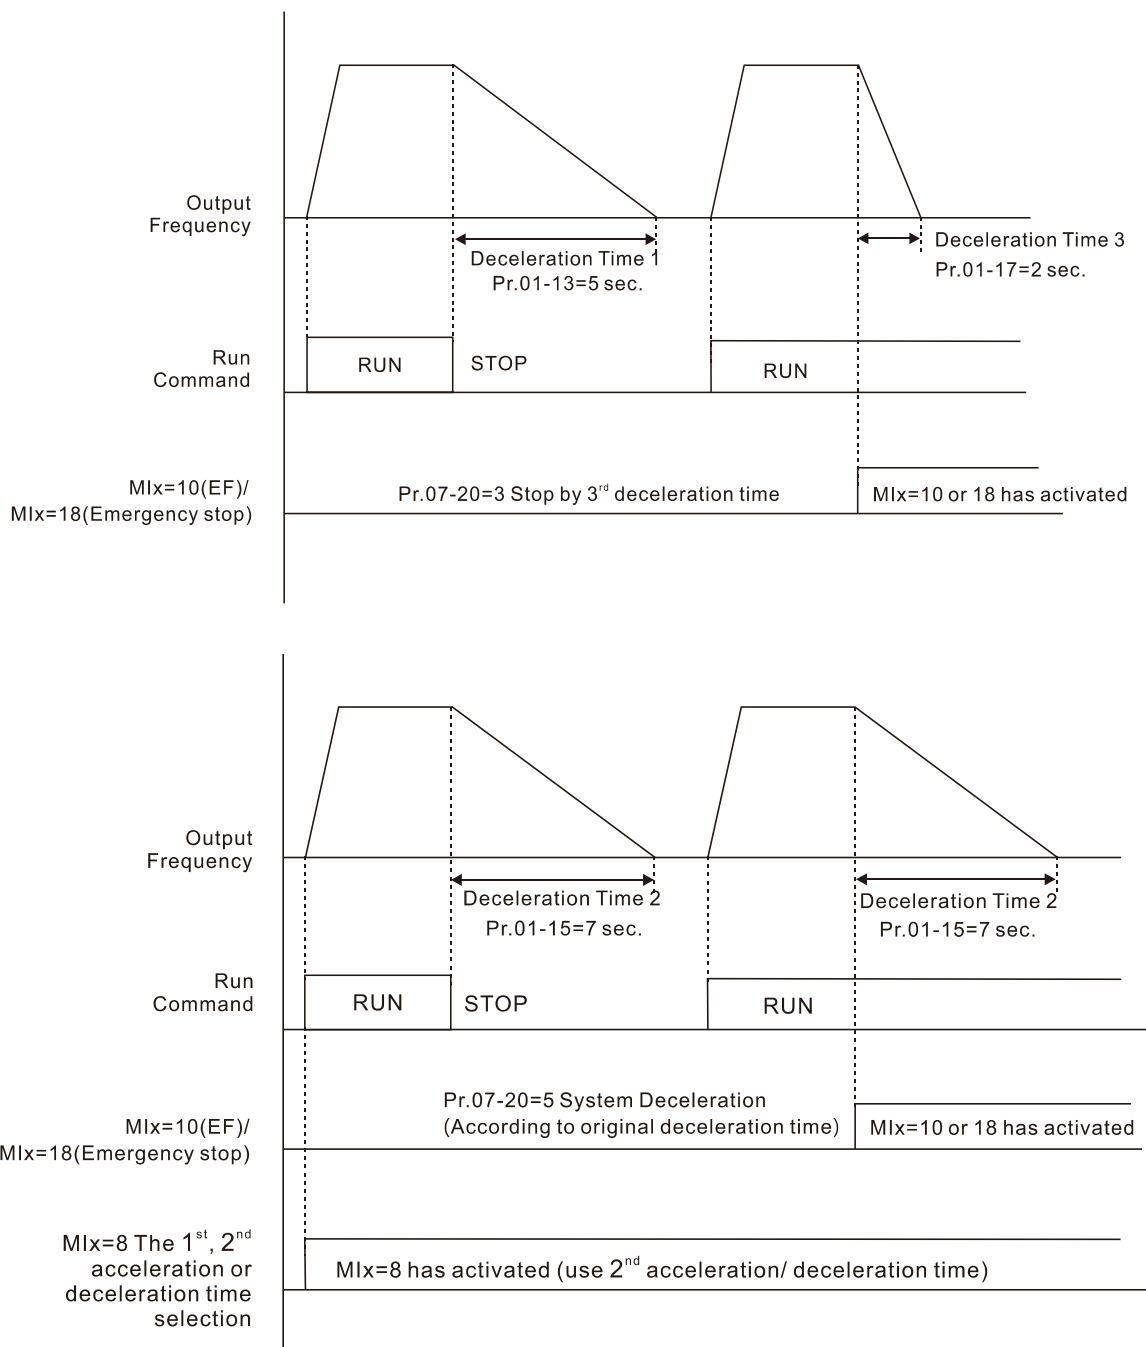 Output
Frequency
Deceleration Time 1
Pr.01-13=5 sec.
Deceleration Time 3
Pr.01-17=2 sec.
Run
Command
RUN
STOP
RUN
MIx=10(EF)/
MIx=18(Emergency stop)
Pr.07-20=3 Stop by 3rd deceleration time
MIx=10 or 18 has activated
Output
Frequency
Deceleration Time 2
Pr.01-15=7 sec.
Deceleration Time 2
Pr.01-15=7 sec.
Run
Command
RUN
STOP
RUN
MIx=10(EF)/
MIx=18(Emergency stop)
Pr.07-20=5 System Deceleration
(According to original deceleration time)
MIx=10 or 18 has activated
MIx=8 The 1st, 2nd
acceleration or
deceleration time
selection
MIx=8 has activated (use 2nd acceleration/ deceleration time)